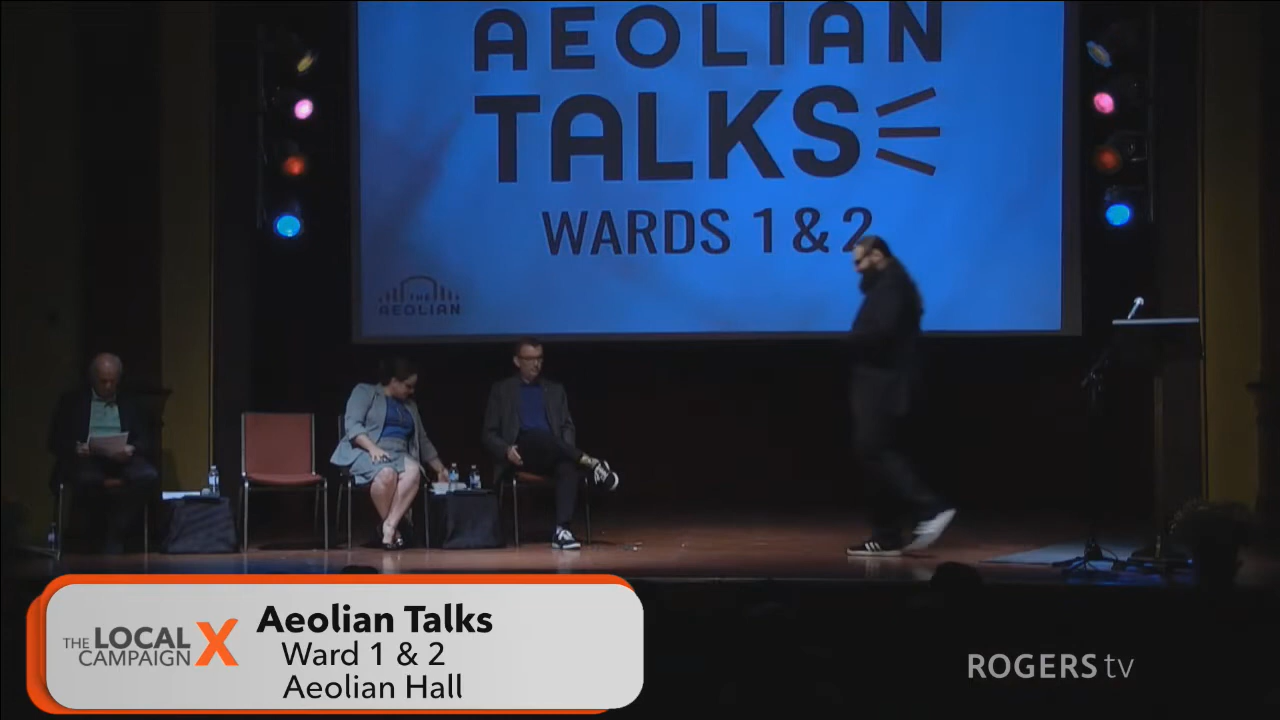 AEOLIAN
TALKS
WARDS 1 & 2
THE
AEOLIAN
THE LOCAL
CAMPAIGN X
Aeolian Talks
Ward 1 & 2
Aeolian Hall
ROGERS tv